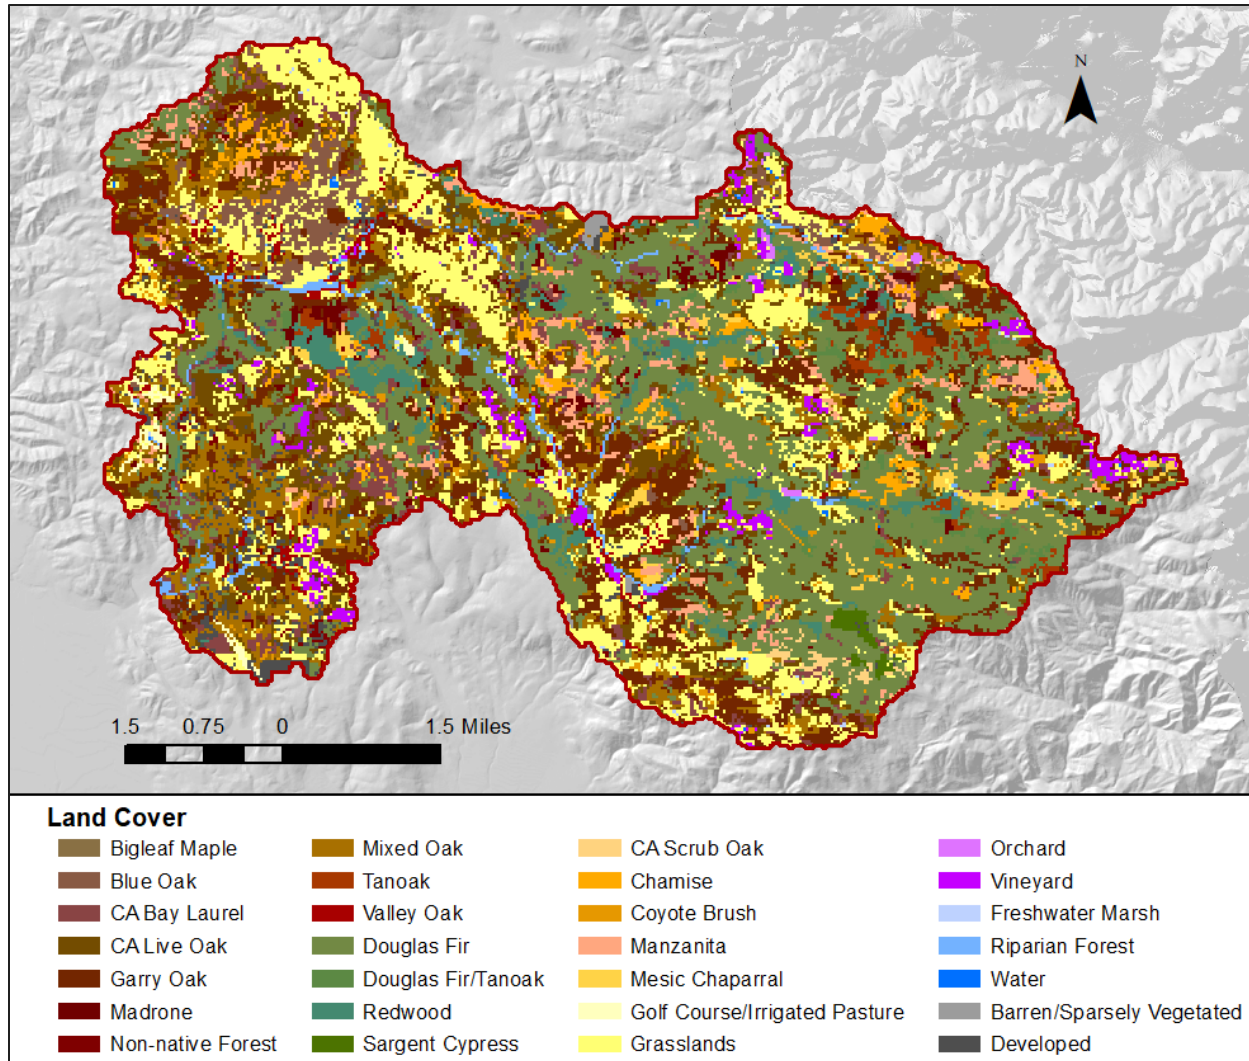 N
1.5 0.75 0 1.5 Miles
Land Cover
Bigleaf Maple
Blue Oak
CA Bay Laurel
CA Live Oak
Garry Oak
Madrone
Non-native Forest
Mixed Oak
Tanoak
Valley Oak
Douglas Fir
Douglas Fir/Tanoak
Redwood
Sargent Cypress
CA Scrub Oak
Chamise
Coyote Brush
Manzanita
Mesic Chaparral
Golf Course/Irrigated Pasture
Grasslands
Orchard
Vineyard
Freshwater Marsh
Riparian Forest
Water
Barren/Sparsely Vegetated
Developed